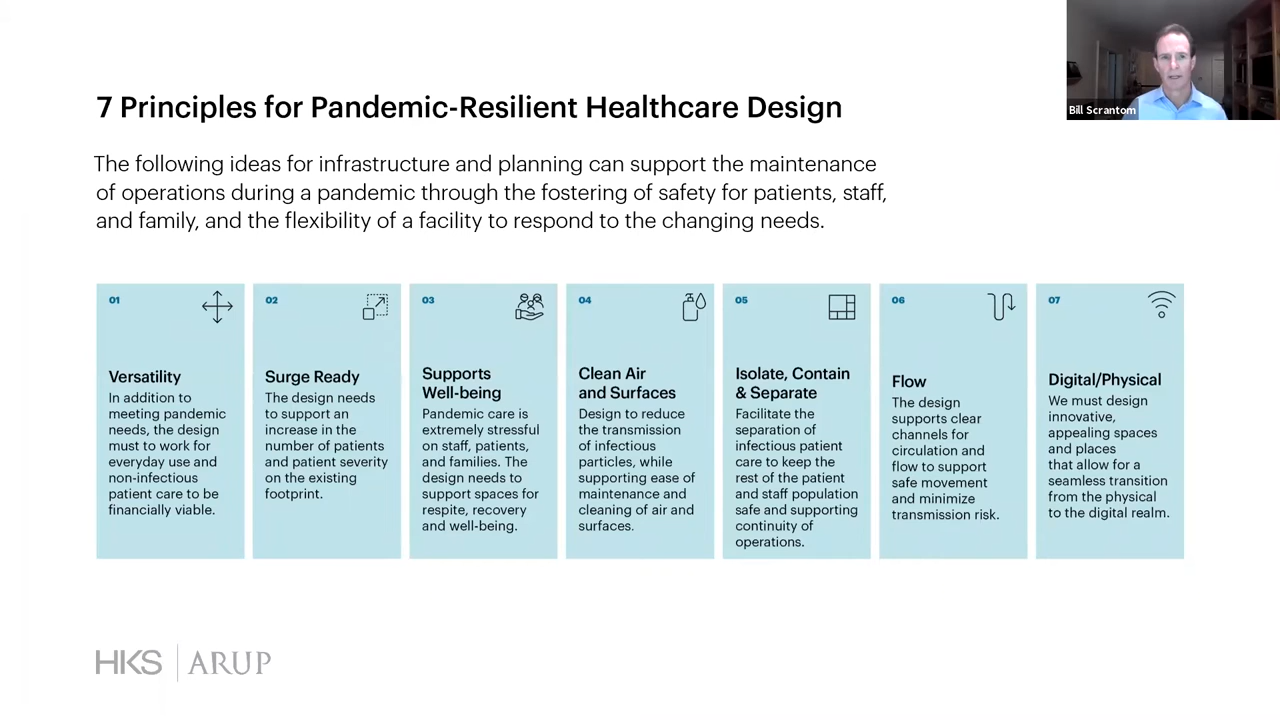 7 Principles for Pandemic-Resilient Healthcare Design
Bill Scrantom
The following ideas for infrastructure and planning can support the maintenance
of operations during a pandemic through the fostering of safety for patients, staff,
and family, and the flexibility of a facility to respond to the changing needs.
01
Versatility
In addition to
meeting pandemic
needs, the design
must to work for
everyday use and
non-infectious
patient care to be
financially viable.
02
Surge Ready
The design needs
to support an
increase in the
number of patients
and patient severity
on the existing
footprint.
03
Supports
Well-being
Pandemic care is
extremely stressful
on staff, patients,
and families. The
design needs to
support spaces for
respite, recovery
and well-being.
04
Clean Air
and Surfaces
Design to reduce
the transmission
of infectious
particles, while
supporting ease of
maintenance and
cleaning of air and
surfaces.
05
Isolate, Contain
& Separate
Facilitate the
separation of
infectious patient
care to keep the
rest of the patient
and staff population
safe and supporting
continuity of
operations.
06
Flow
The design
supports clear
channels for
circulation and
flow to support
safe movement
and minimize
transmission risk.
07
Digital/Physical
We must design
innovative,
appealing spaces
and places
that allow for a
seamless transition
from the physical
to the digital realm.
HKS | ARUP